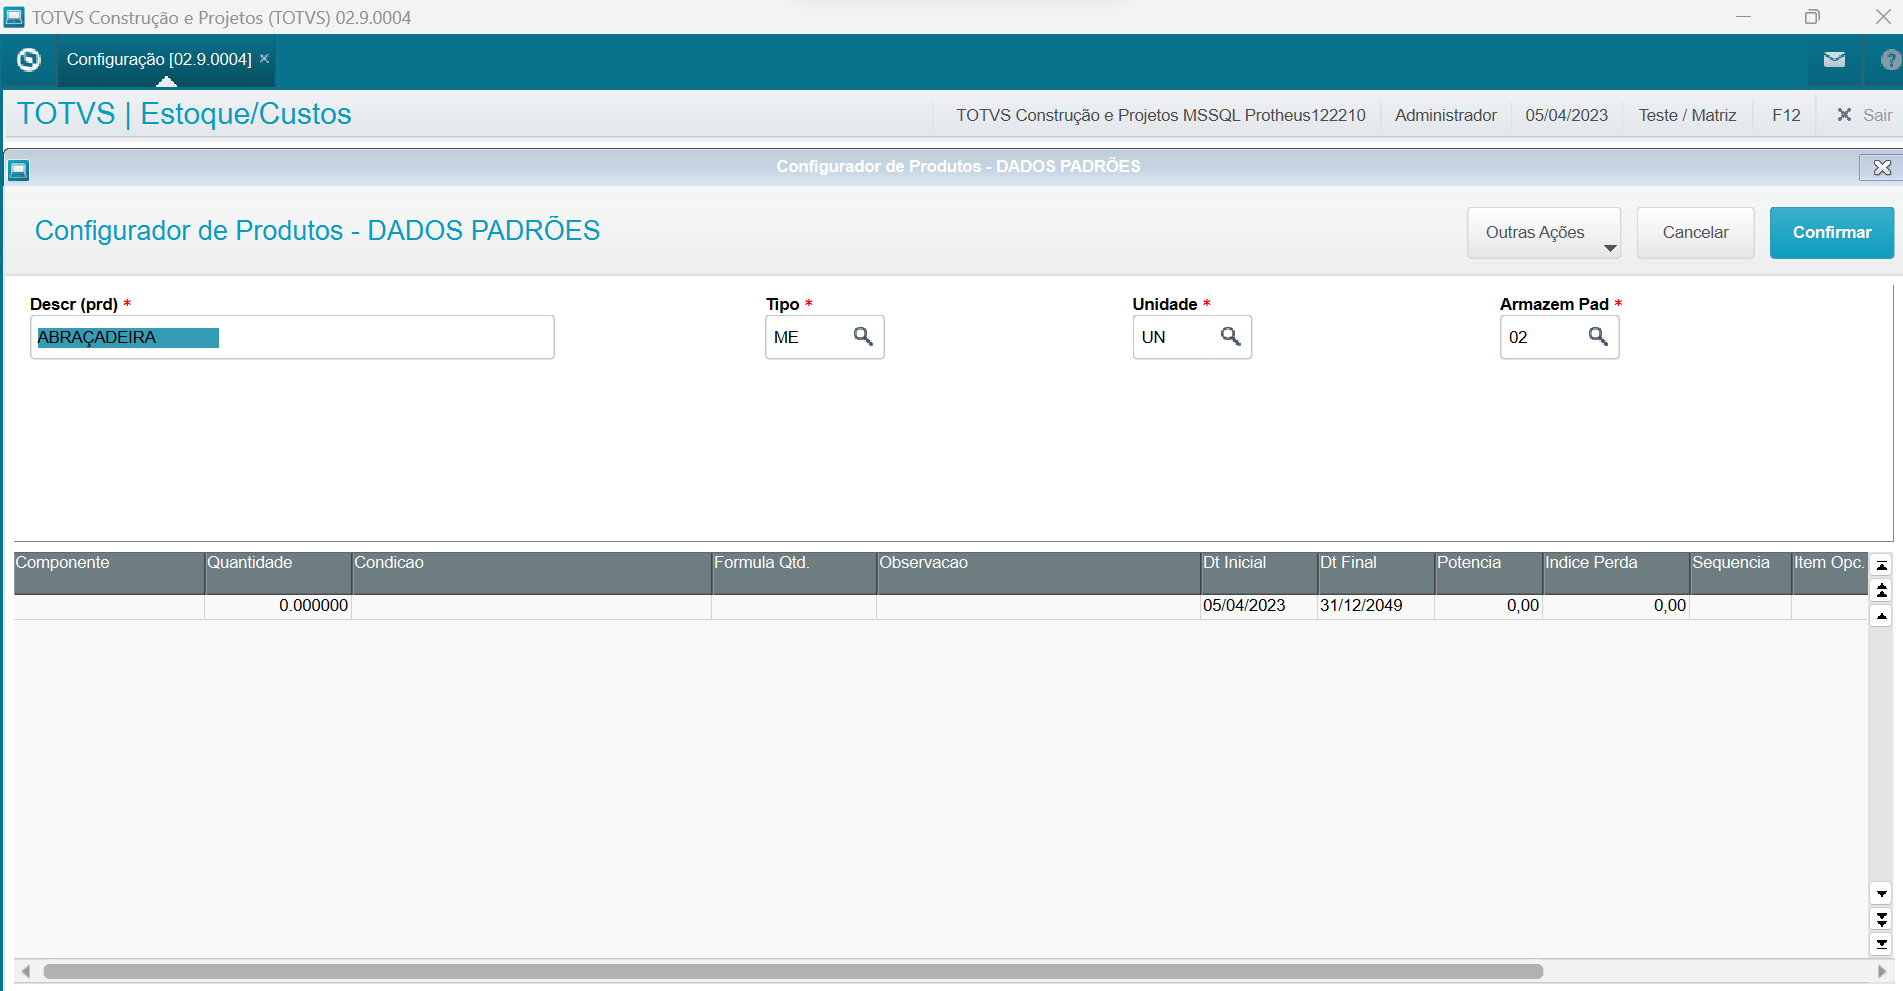 TOTVS Construção e Projetos (TOTVS) 02.9.0004
Configuração [02.9.0004]
TOTVS | Estoque/Custos
TOTVS Construção e Projetos MSSQL Protheus122210 Administrador 05/04/2023 Teste / Matriz F12 Sair
Configurador de Produtos - DADOS PADRÕES
Configurador de Produtos - DADOS PADRÕES
Outras Ações Cancelar Confirmar
Descr (prd) * Tipo * Unidade * Armazem Pad *
ABRAÇADEIRA ME UN 02
Componente Quantidade Condicao Formula Qtd. Observacao Dt Inicial Dt Final Potencia Indice Perda Sequencia Item Opc.
0.000000 05/04/2023 31/12/2049 0,00 0,00